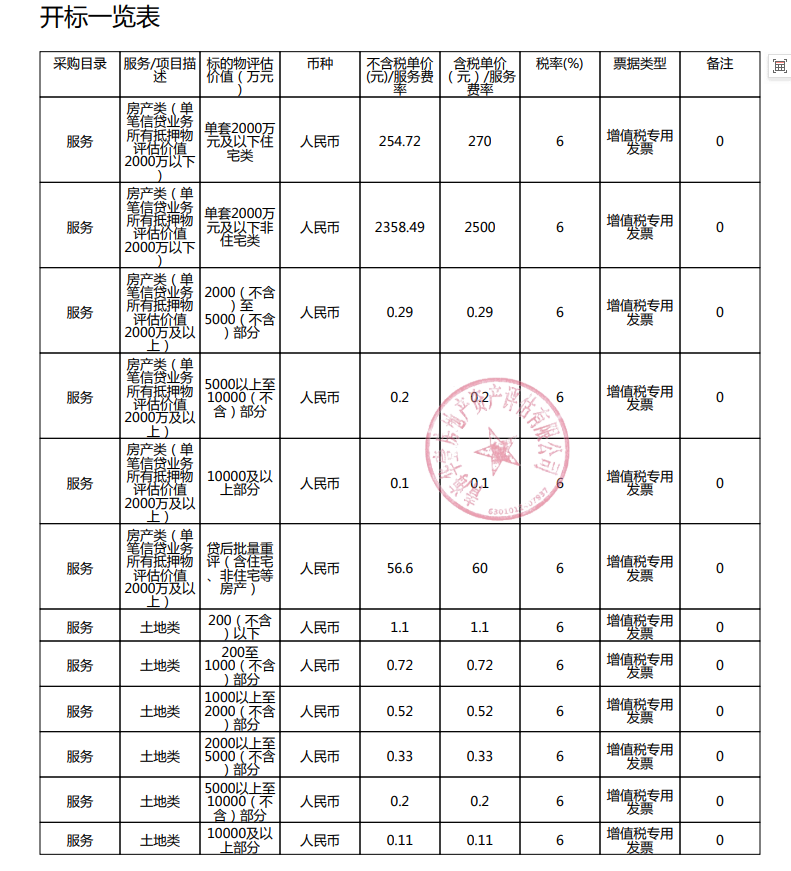 开标一览表
采购目录 服务/项目描述 标的物评估价值（万元） 币种 不含税单价(元)/服务费率 含税单价（元）/服务费率 税率(%) 票据类型 备注
服务 房产类（单笔信贷业务所有抵押物评估价值2000万以下） 单套2000万元及以下住宅类 人民币 254.72 270 6 增值税专用发票 0
服务 房产类（单笔信贷业务所有抵押物评估价值2000万以下） 单套2000万元及以下非住宅类 人民币 2358.49 2500 6 增值税专用发票 0
服务 房产类（单笔信贷业务所有抵押物评估价值2000万及以上） 2000（不含）至5000（不含）部分 人民币 0.29 0.29 6 增值税专用发票 0
服务 房产类（单笔信贷业务所有抵押物评估价值2000万及以上） 5000以上至10000（不含）部分 人民币 0.2 0.2 6 增值税专用发票 0
服务 房产类（单笔信贷业务所有抵押物评估价值2000万及以上） 10000及以上部分 人民币 0.1 0.1 6 增值税专用发票 0
服务 房产类（单笔信贷业务所有抵押物评估价值2000万及以上） 贷后批量重评（含住宅、非住宅等房产） 人民币 56.6 60 6 增值税专用发票 0
服务 土地类 200（不含）以下 人民币 1.1 1.1 6 增值税专用发票 0
服务 土地类 200至1000（不含）部分 人民币 0.72 0.72 6 增值税专用发票 0
服务 土地类 1000以上至2000（不含）部分 人民币 0.52 0.52 6 增值税专用发票 0
服务 土地类 2000以上至5000（不含）部分 人民币 0.33 0.33 6 增值税专用发票 0
服务 土地类 5000以上至10000（不含）部分 人民币 0.2 0.2 6 增值税专用发票 0
服务 土地类 10000及以上部分 人民币 0.11 0.11 6 增值税专用发票 0
房地产资产评估有限公司